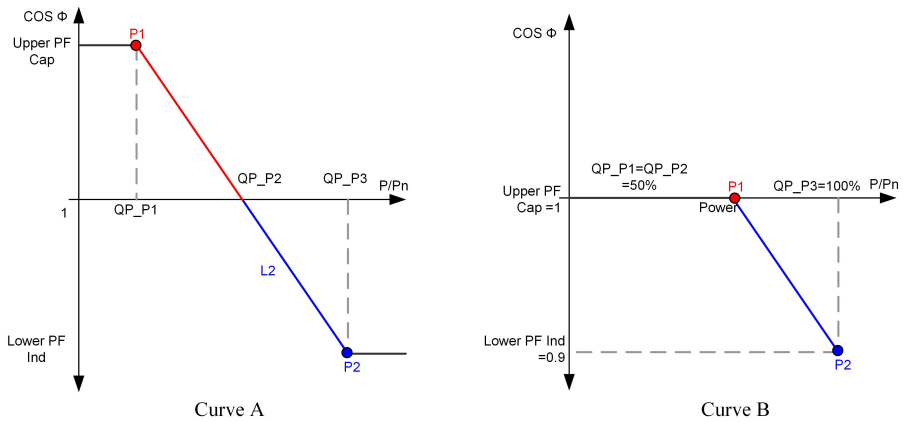 COS Φ
P1
Upper PF
Cap
QP_P2
QP_P3
P/Pn
1
QP_P1
L2
Lower PF
Ind
P2
Curve A
COS Φ
QP_P1=QP_P2
=50%
P1
QP_P3=100%
P/Pn
Upper PF
Cap =1
Power
Lower PF Ind
=0.9
P2
Curve B